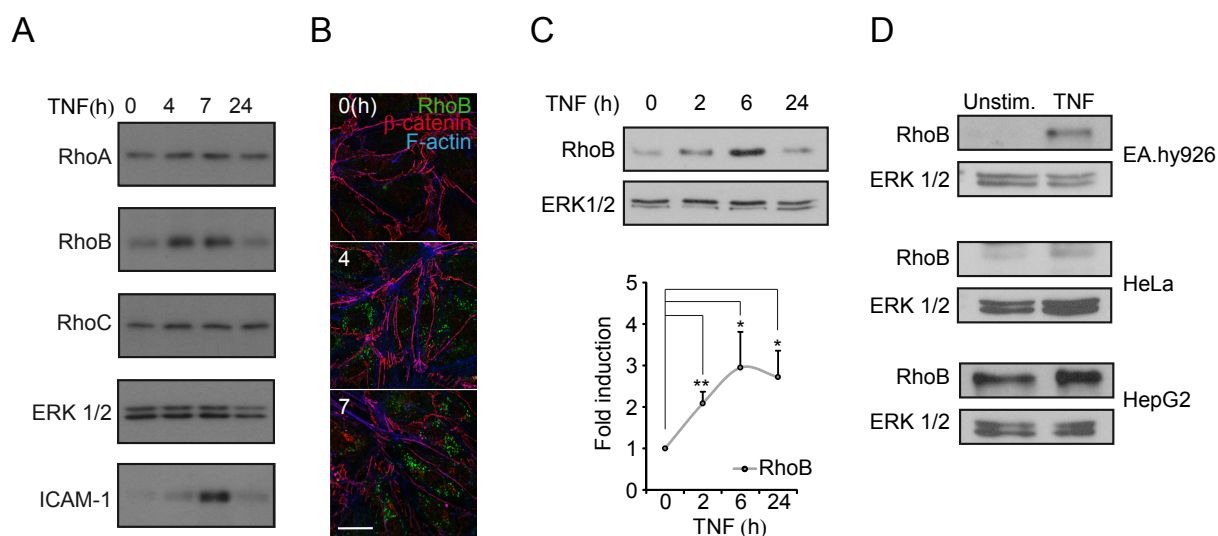 A
TNF(h) 0 4 7 24
RhoA
RhoB
RhoC
ERK 1/2
ICAM-1
B
0(h) RhoB
β-catenin
F-actin
4
7
C
TNF (h) 0 2 6 24
RhoB
ERK1/2
5
4
3
2
1
0
Fold induction
**
*
*
RhoB
0 2 6 24
TNF (h)
D
Unstim. TNF
RhoB
EA.hy926
ERK 1/2
RhoB
HeLa
ERK 1/2
RhoB
HepG2
ERK 1/2